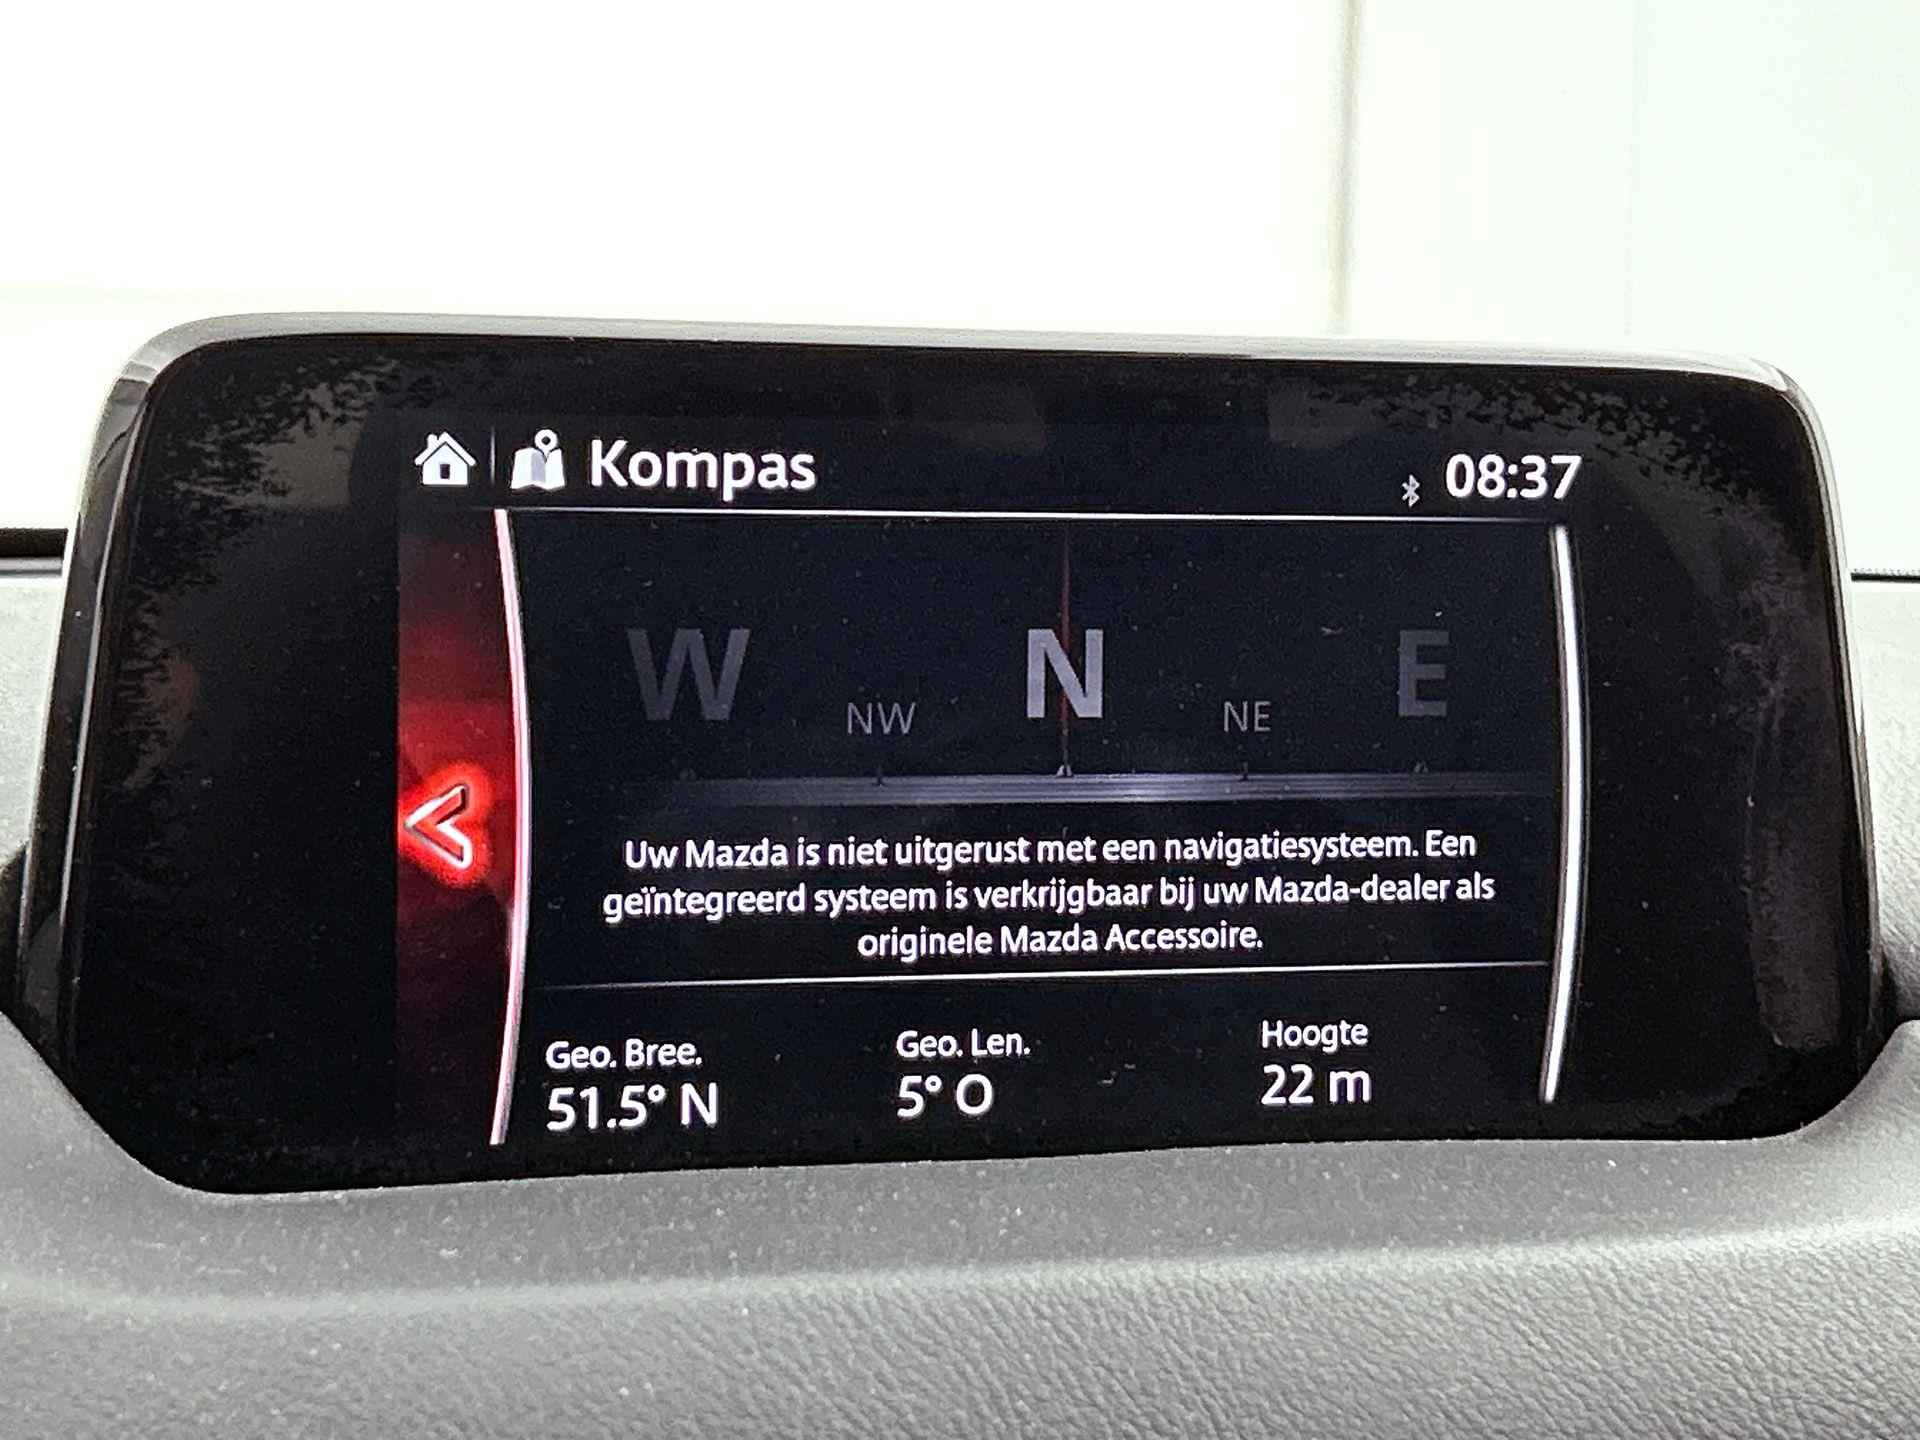 Kompas
08:37
W NW N NE E
Uw Mazda is niet uitgerust met een navigatiesysteem. Een
geïntegreerd systeem is verkrijgbaar bij uw Mazda-dealer als
originele Mazda Accessoire.
Geo. Bree. Geo. Len. Hoogte
51.5° N 5° O 22 m